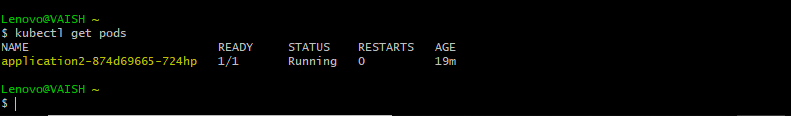 Lenovo@VAISH ~
$ kubectl get pods
NAME READY STATUS RESTARTS AGE
application2-874d69665-724hp 1/1 Running 0 19m
Lenovo@VAISH ~
$